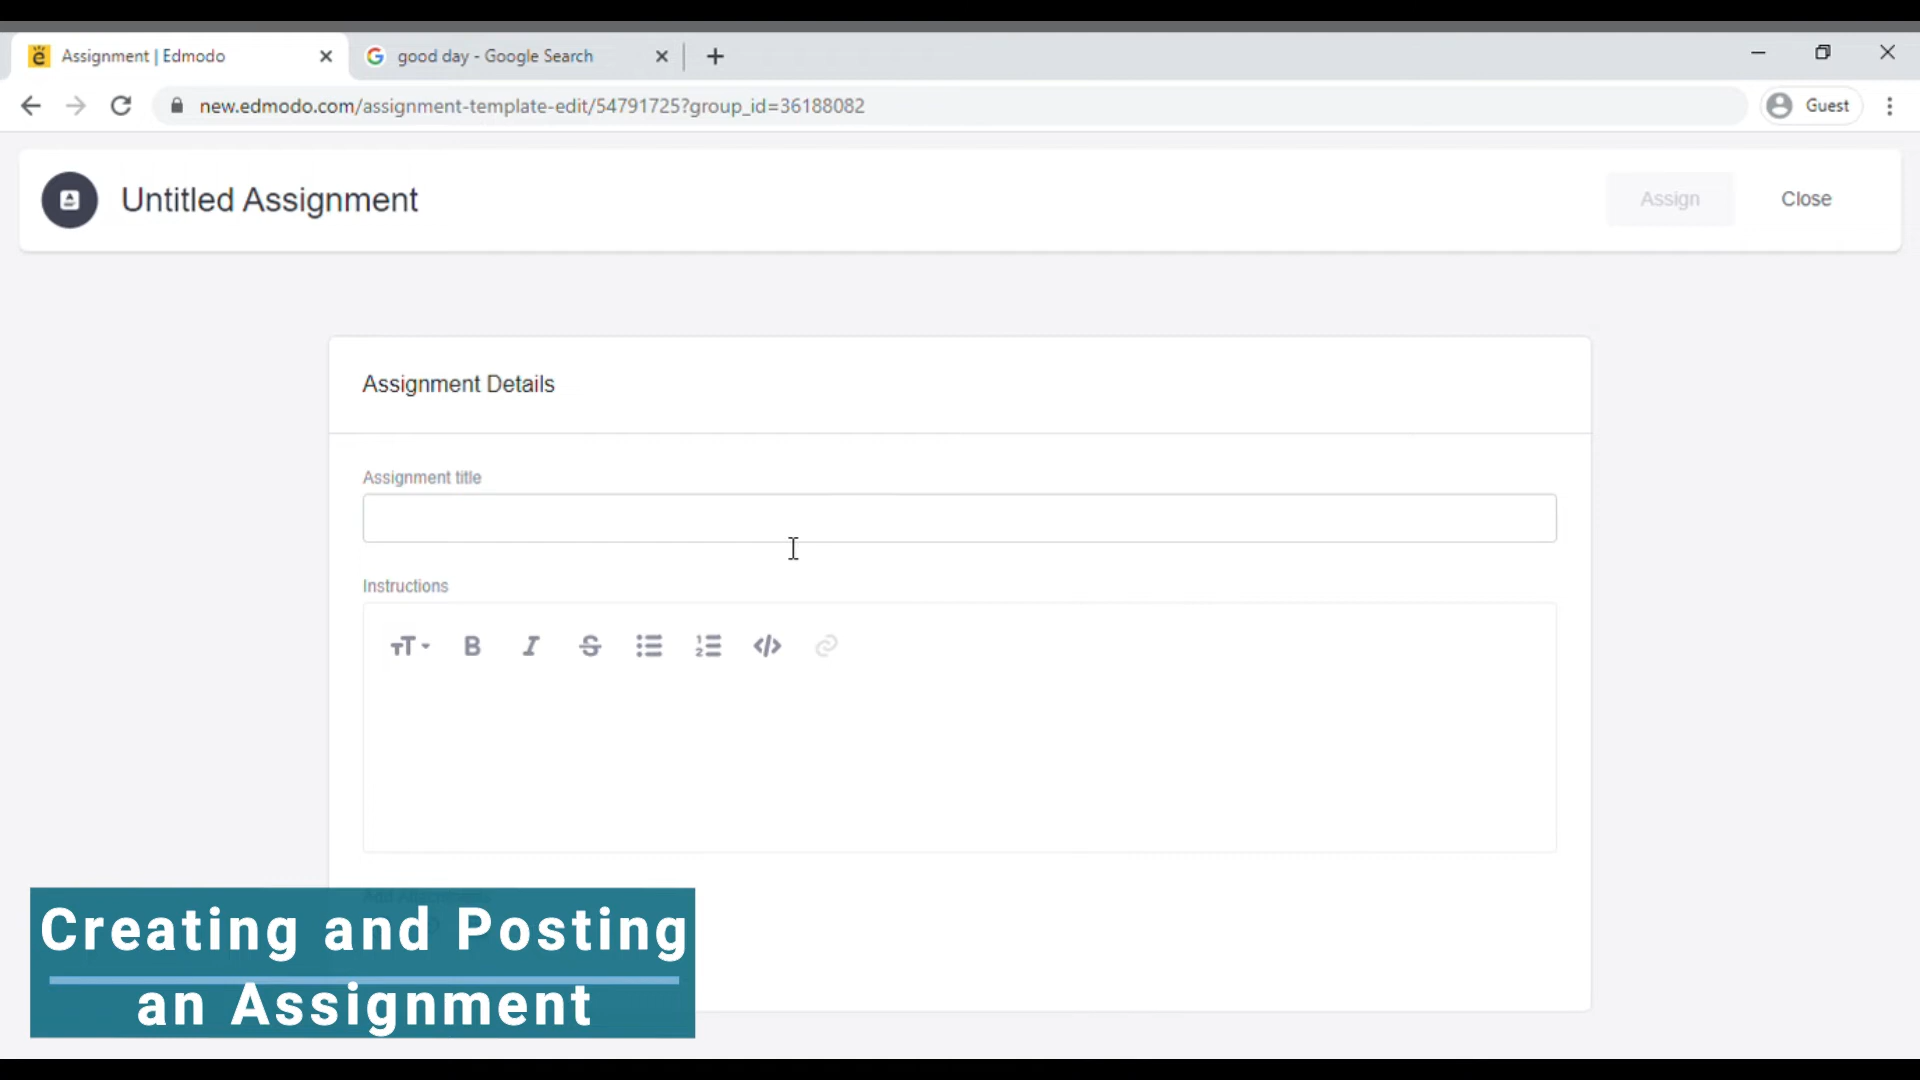 Assignment | Edmodo
good day - Google Search
new.edmodo.com/assignment-template-edit/54791725?group_id=36188082
Guest
Untitled Assignment
Assign
Close
Assignment Details
Assignment title
Instructions
Creating and Posting
an Assignment